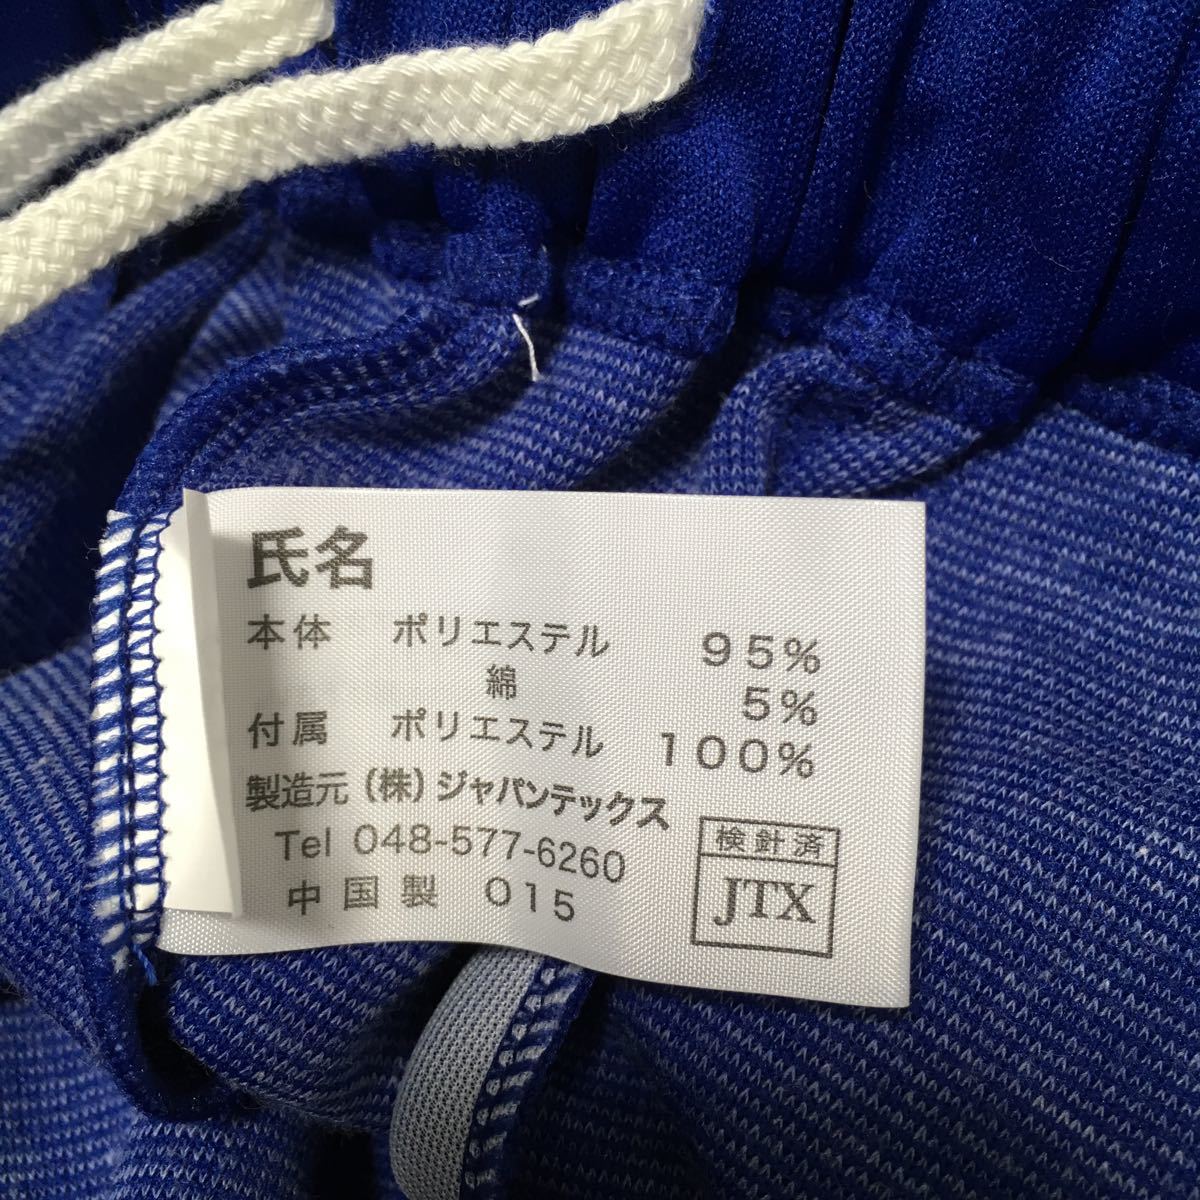 氏名
本体 ポリエステル 95%
綿 5%
付属 ポリエステル 100%
製造元 (株) ジャパンテックス
Tel 048-577-6260
中国製 015
検針済
JTX